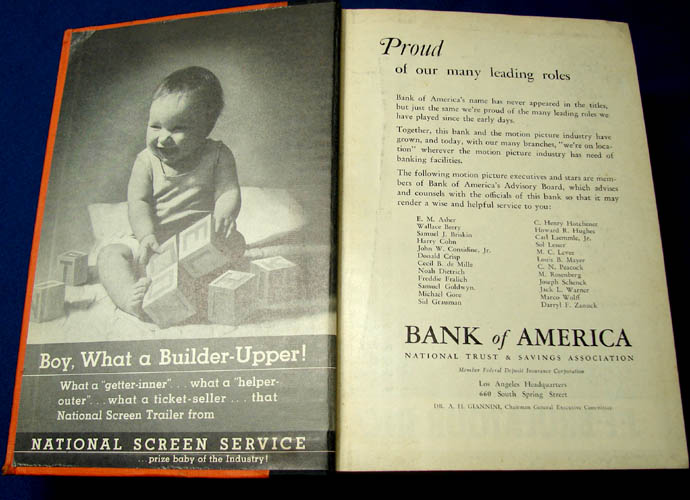 Boy, What a Builder-Upper!
What a "getter-inner" . . . what a "helper-
outer" . . . what a ticket-seller . . . that
National Screen Trailer from
NATIONAL SCREEN SERVICE
. . . prize baby of the Industry!
Proud
of our many leading roles
Bank of America's name has never appeared in the titles,
but just the same we're proud of the many leading roles we
have played since the early days.
Together, this bank and the motion picture industry have
grown, and today, with our many branches, "we're on loca-
tion" wherever the motion picture industry has need of
banking facilities.
The following motion picture executives and stars are mem-
bers of Bank of America's Advisory Board, which advises
and counsels with the officials of this bank so that it may
render a wise and helpful service to you:
E. M. Asher
Wallace Beery
Samuel J. Briskin
Harry Cohn
John W. Considine, Jr.
Donald Crisp
Cecil B. de Mille
Noah Dietrich
Freddie Fralich
Samuel Goldwyn
Michael Gore
Sid Grauman
C. Henry
Howard R. Hughes
Carl Laemmle, Jr.
Sol Lesser
M. C. Levee
Louis B. Mayer
C. N. Peacock
M. Rosenberg
Joseph Schenck
Jack L. Warner
Marco Wolff
Darryl F. Zanuck
BANK of AMERICA
NATIONAL TRUST & SAVINGS ASSOCIATION
Member Federal Deposit Insurance Corporation
Los Angeles Headquarters
660 South Spring Street
DR. A. H. GIANNINI, Chairman General Executive Committee